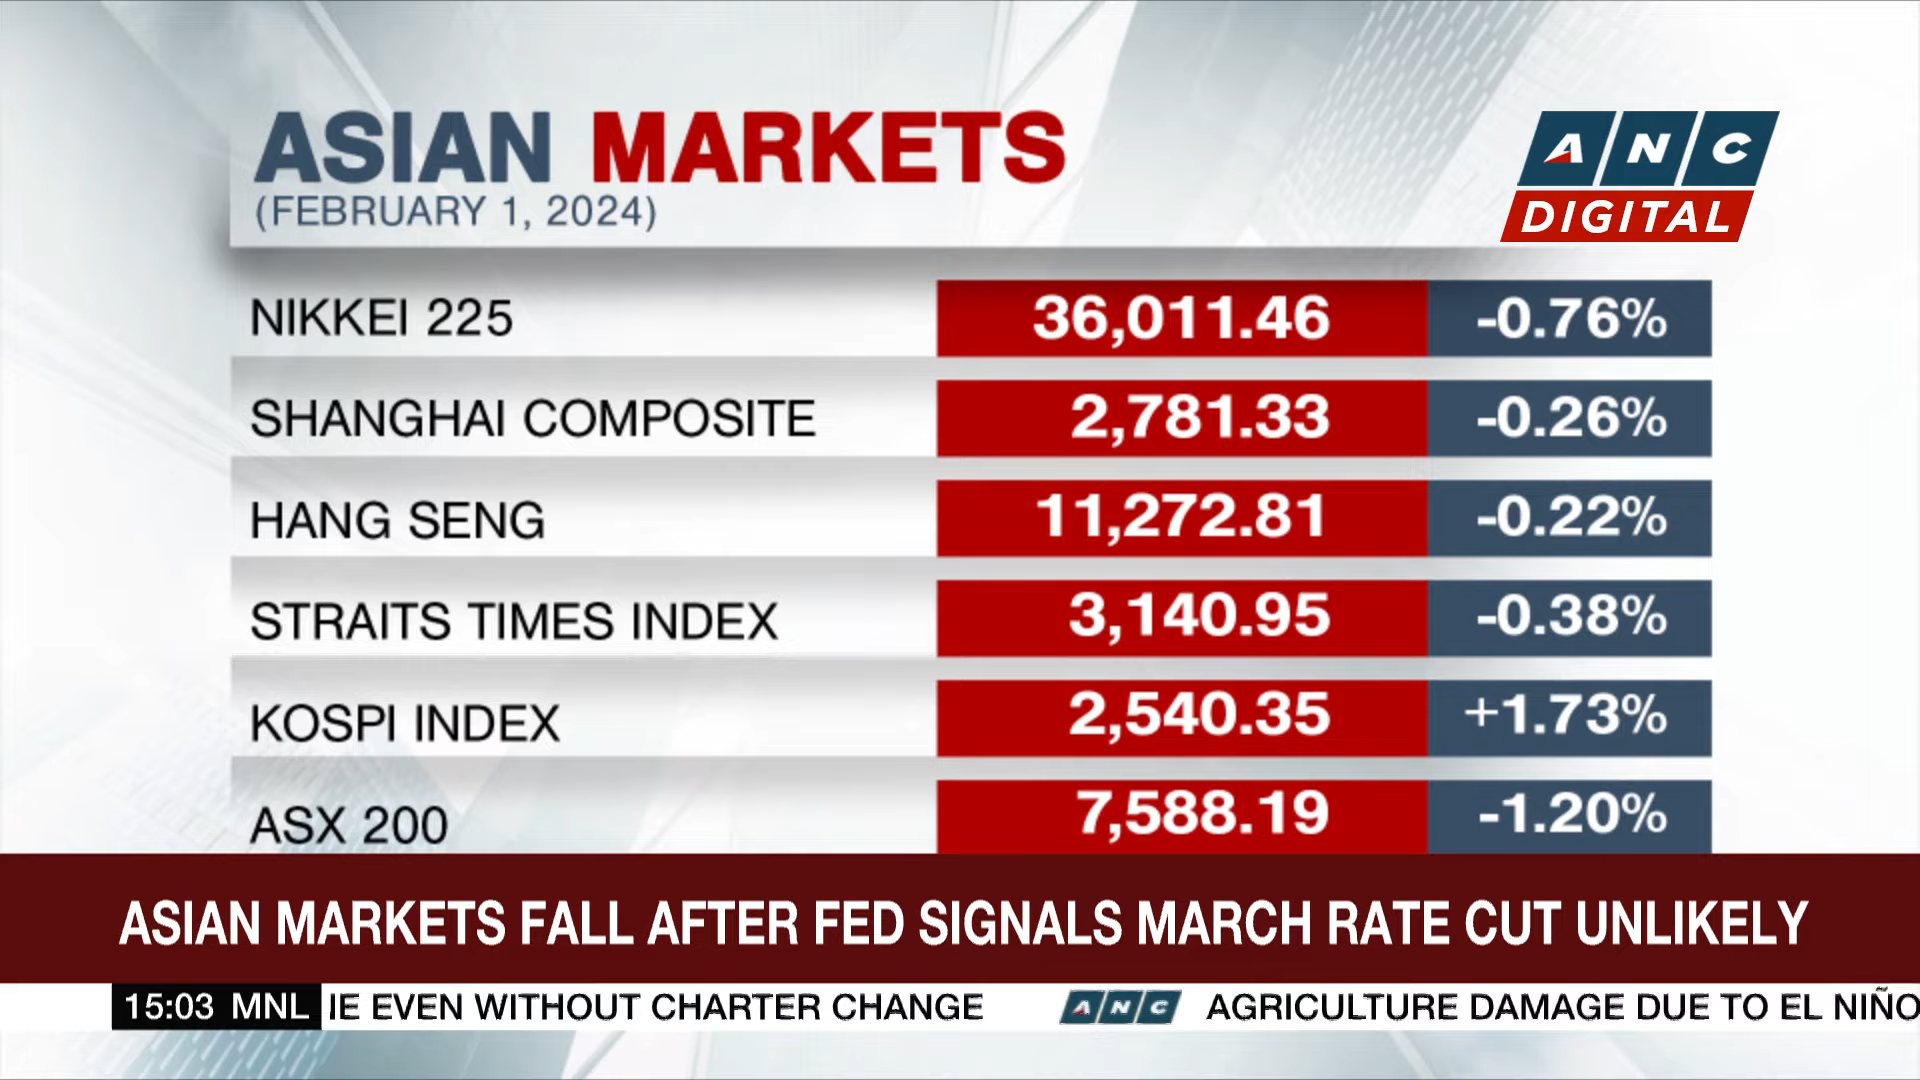 ASIAN MARKETS
(FEBRUARY 1, 2024)
ANC
DIGITAL
NIKKEI 225 36,011.46 -0.76%
SHANGHAI COMPOSITE 2,781.33 -0.26%
HANG SENG 11,272.81 -0.22%
STRAITS TIMES INDEX 3,140.95 -0.38%
KOSPI INDEX 2,540.35 +1.73%
ASX 200 7,588.19 -1.20%
ASIAN MARKETS FALL AFTER FED SIGNALS MARCH RATE CUT UNLIKELY
15:03 MNL IE EVEN WITHOUT CHARTER CHANGE ANC AGRICULTURE DAMAGE DUE TO EL NIÑO